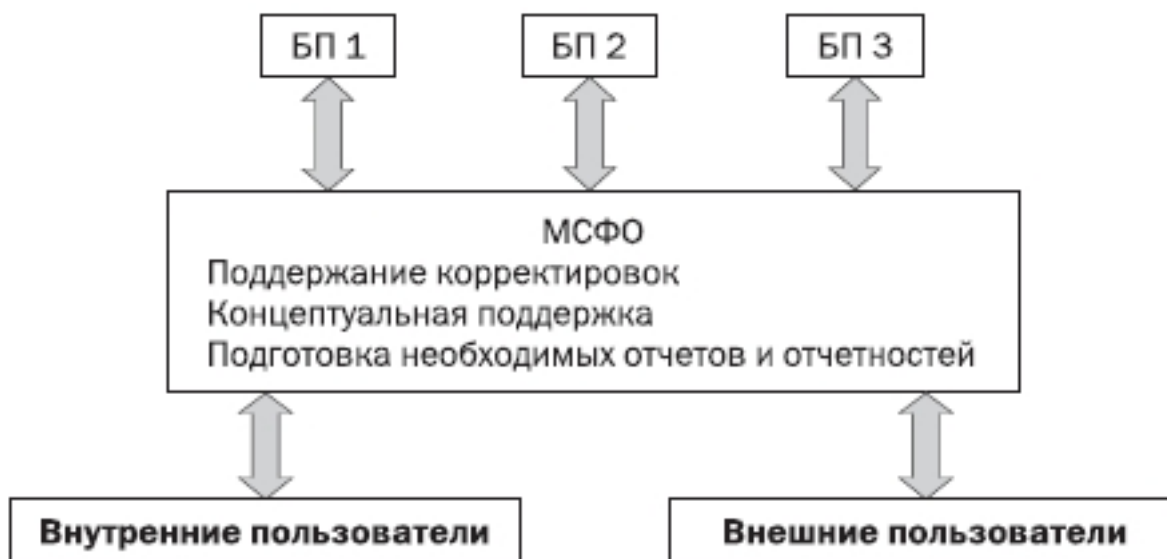 БП 1 БП 2 БП 3
МСФО
Поддержание корректировок
Концептуальная поддержка
Подготовка необходимых отчетов и отчетностей
Внутренние пользователи Внешние пользователи